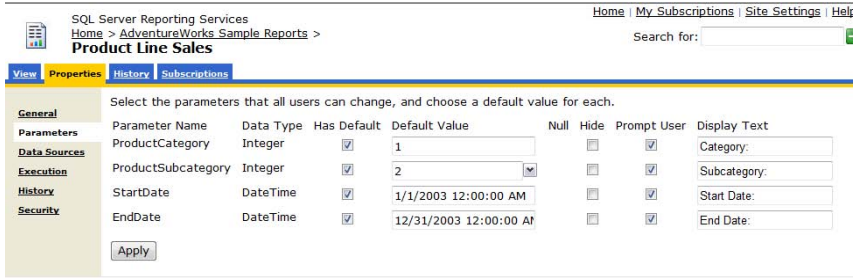 Home | My Subscriptions | Site Settings | Help
SQL Server Reporting Services
Home > AdventureWorks Sample Reports >
Product Line Sales
Search for:
View Properties History Subscriptions
General
Parameters
Data Sources
Execution
History
Security
Select the parameters that all users can change, and choose a default value for each.
Parameter Name Data Type Has Default Default Value Null Hide Prompt User Display Text
ProductCategory Integer 1 Category:
ProductSubcategory Integer 2 Subcategory:
StartDate DateTime 1/1/2003 12:00:00 AM Start Date:
EndDate DateTime 12/31/2003 12:00:00 AM End Date:
Apply